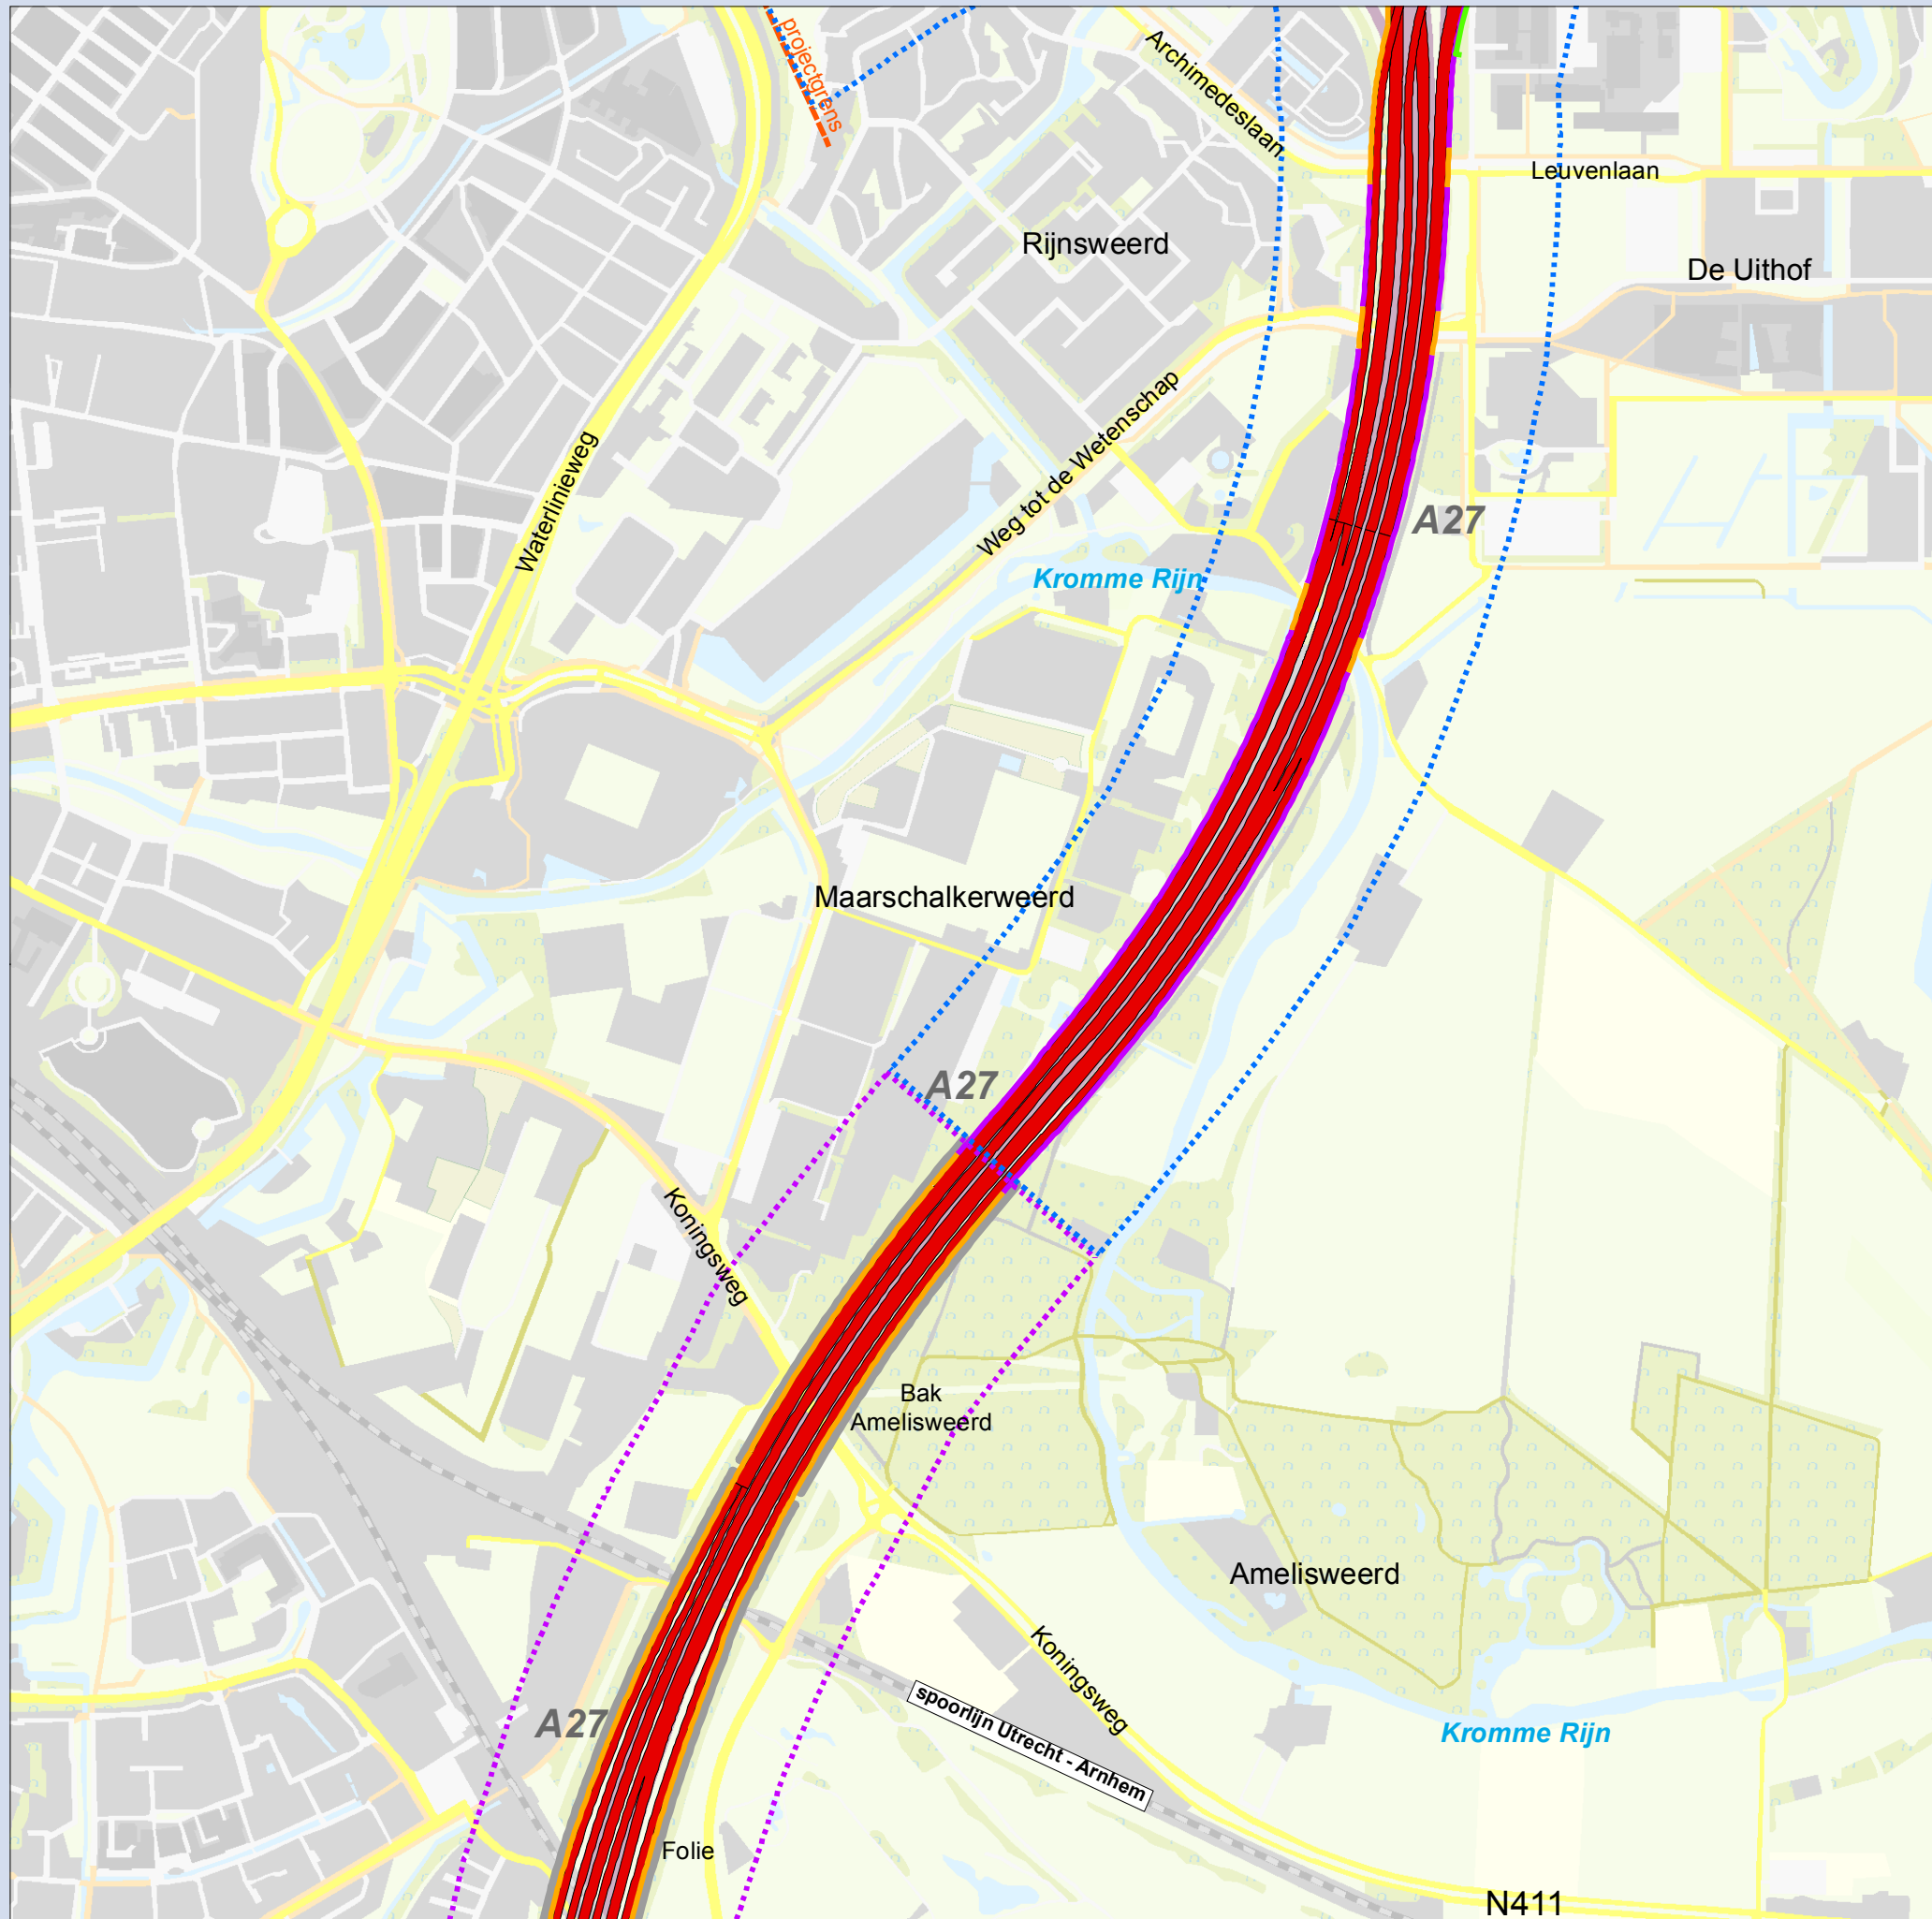 projectgrens
Archimedeslaan
Leuvenlaan
Rijnsweerd
De Uithof
Weg tot de Wetenschap
Waterlinieweg
A27
Kromme Rijn
Maarschalkerweerd
A27
Koningsweg
Bak
Amelisweerd
Amelisweerd
Koningsweg
spoorlijn Utrecht - Arnhem
A27
Kromme Rijn
Folie
N411